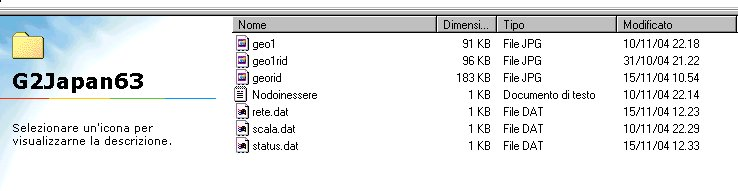 Nome Dimensi... Tipo Modificato
geo1 91 KB File JPG 10/11/04 22.18
geo1rid 96 KB File JPG 31/10/04 21.22
georid 183 KB File JPG 15/11/04 10.54
Nodoinessere 1 KB Documento di testo 10/11/04 22.14
rete.dat 1 KB File DAT 15/11/04 12.23
scala.dat 1 KB File DAT 10/11/04 22.29
status.dat 1 KB File DAT 15/11/04 12.33
G2Japan63
Selezionare un'icona per
visualizzarne la descrizione.